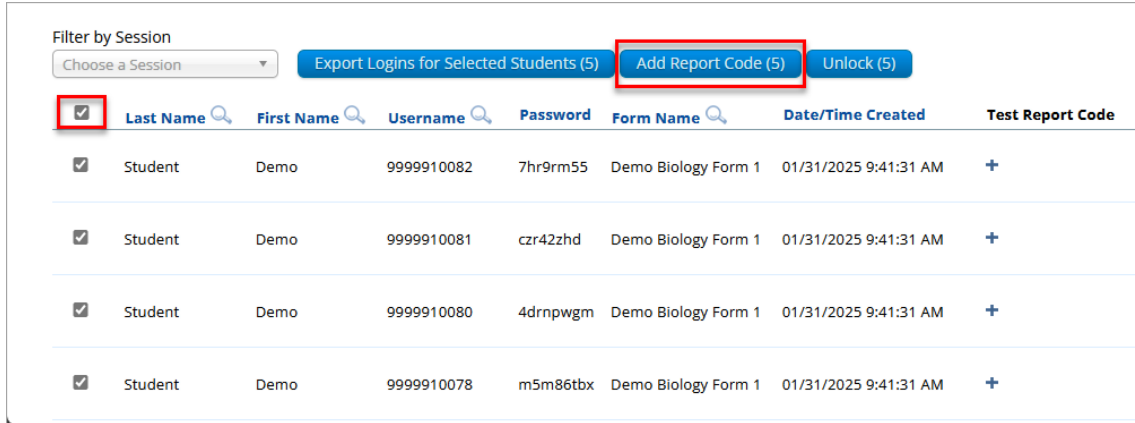 Filter by Session
Choose a Session Export Logins for Selected Students (5) Add Report Code (5) Unlock (5)
Last Name First Name Username Password Form Name Date/Time Created Test Report Code
Student Demo 9999910082 7hr9rm55 Demo Biology Form 1 01/31/2025 9:41:31 AM +
Student Demo 9999910081 czr42zhd Demo Biology Form 1 01/31/2025 9:41:31 AM +
Student Demo 9999910080 4drnpwgm Demo Biology Form 1 01/31/2025 9:41:31 AM +
Student Demo 9999910078 m5m86tbx Demo Biology Form 1 01/31/2025 9:41:31 AM +